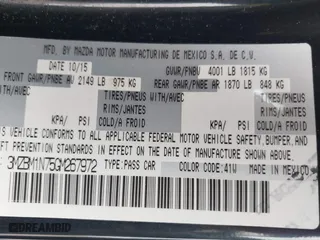 MFD. BY MAZDA MOTOR MANUFACTURING DE MEXICO S.A. DE C.V.
DATE 10/15 GVWR/PNBV 4001 LB 1815 KG
FRONT GAWR/PNBE AV 2149 LB 975 KG REAR GAWR/PNBE AR 1870 LB 848 KG
TIRES/PNEUS TIRES/PNEUS
RIMS/JANTES RIMS/JANTES
KPA/ PSI COLD/A FROID KPA/ PSI COLD/A FROID
THIS VEHICLE CONFORMS TO ALL APPLICABLE FEDERAL MOTOR VEHICLE SAFETY, BUMPER, AND
THEFT PREVENTION STANDARDS IN EFFECT ON THE DATE OF MANUFACTURE SHOWN ABOVE.
3MZBM1N75GM267972 TYPE:PASS CAR COLOR CODE:41W MADE IN MEXICO
DREAMBID